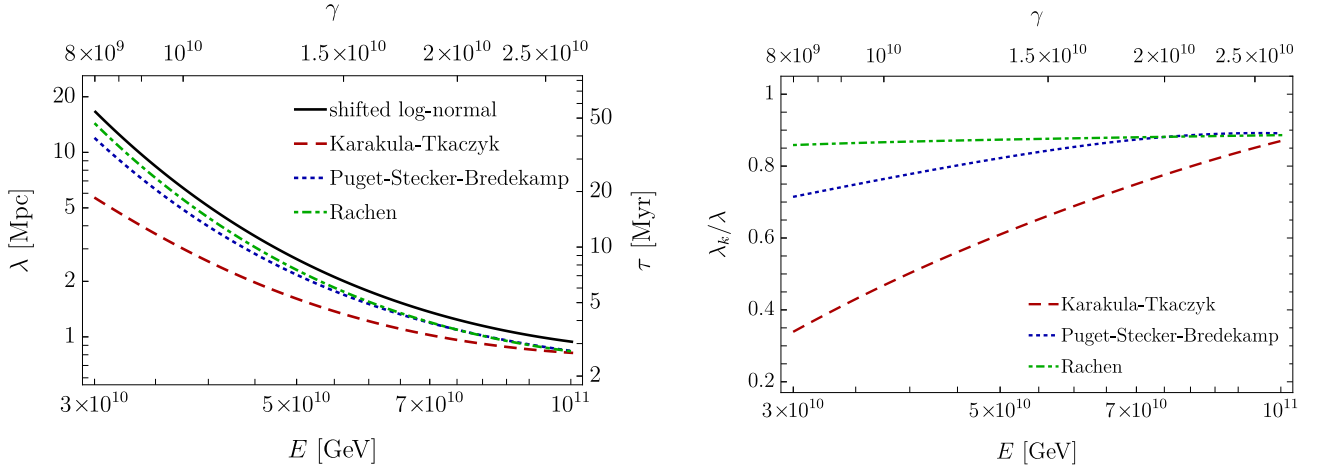 γ
8×10⁹ 10¹⁰ 1.5×10¹⁰ 2×10¹⁰ 2.5×10¹⁰
20
10
5
2
1
λ [Mpc]
shifted log-normal
Karakula-Tkaczyk
Puget-Stecker-Bredekamp
Rachen
50
20
10
5
2
τ [Myr]
3×10¹⁰ 5×10¹⁰ 7×10¹⁰ 10¹¹
E [GeV]
γ
8×10⁹ 10¹⁰ 1.5×10¹⁰ 2×10¹⁰ 2.5×10¹⁰
1
0.8
0.6
0.4
0.2
λₖ/λ
Karakula-Tkaczyk
Puget-Stecker-Bredekamp
Rachen
3×10¹⁰ 5×10¹⁰ 7×10¹⁰ 10¹¹
E [GeV]